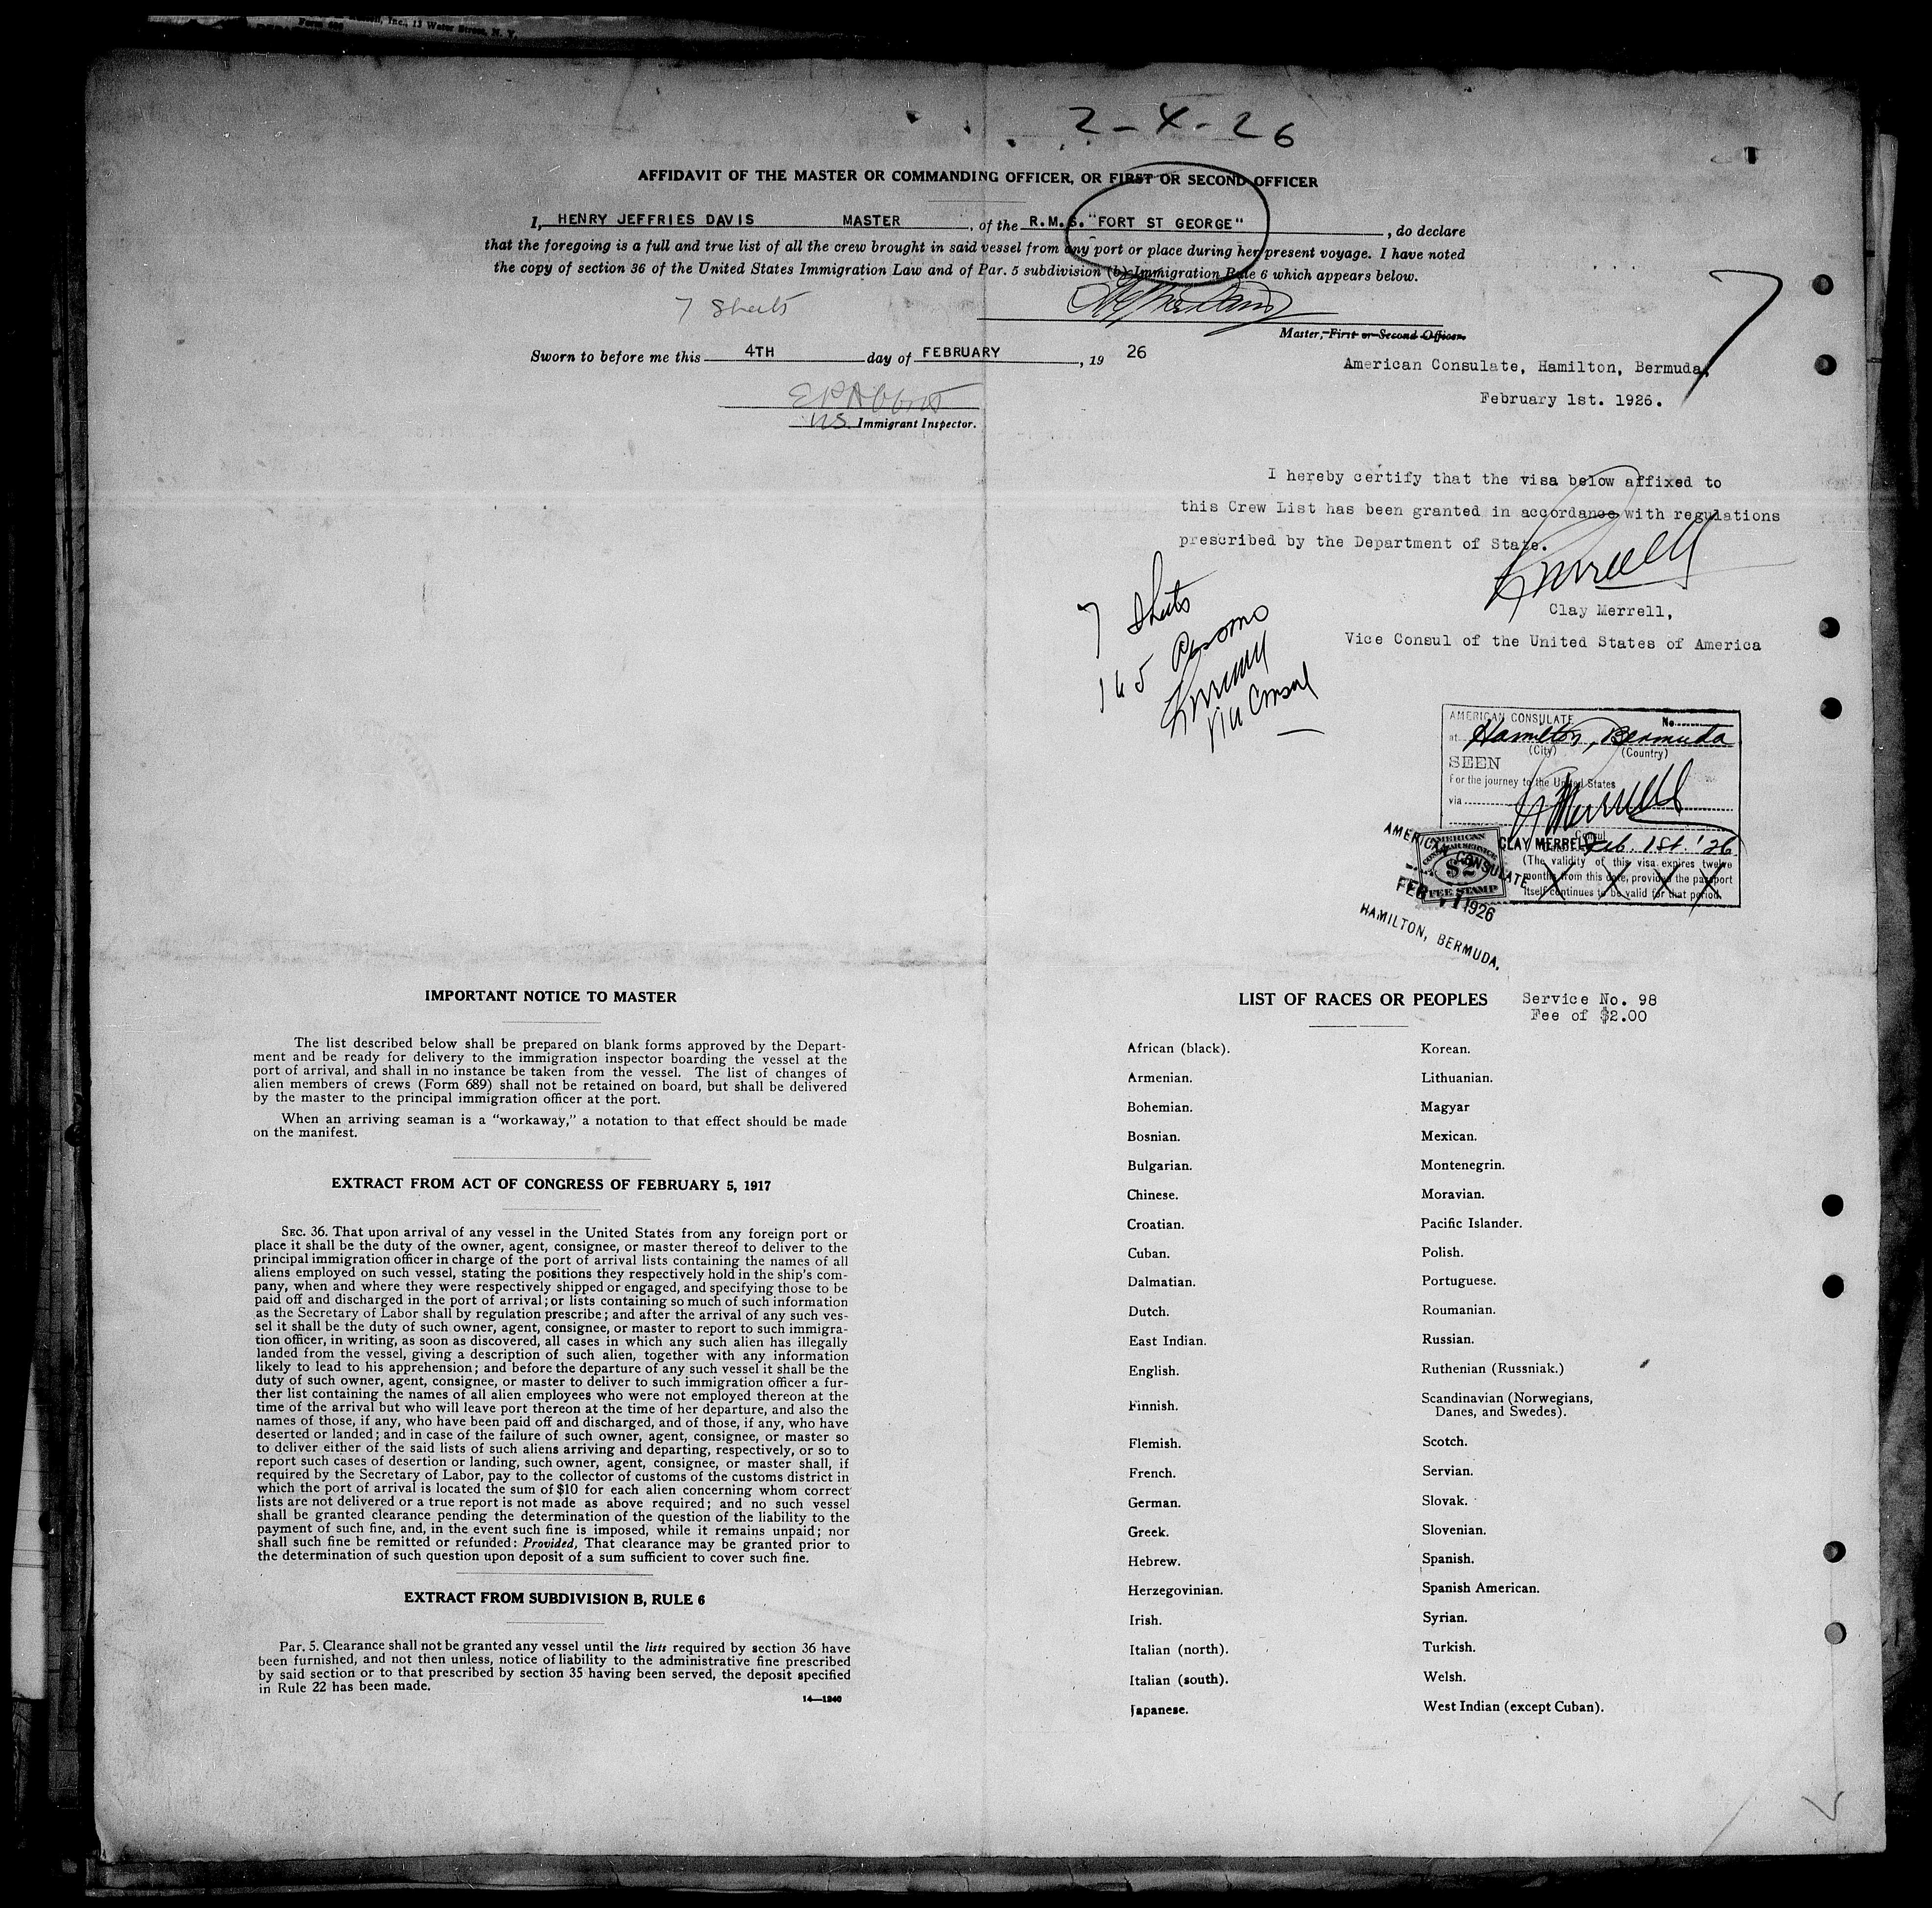 2-4-26
AFFIDAVIT OF THE MASTER OR COMMANDING OFFICER, OR FIRST OR SECOND OFFICER
I, HENRY JEFFRIES DAVIS MASTER, of the R.M.S. "FORT ST GEORGE", do declare
that the foregoing is a full and true list of all the crew brought in said vessel from any port or place during her present voyage. I have noted
the copy of section 36 of the United States Immigration Law and of Par. 5 subdivision (b) Immigration Rule 6 which appears below.
7 Sheets
Master, First or Second Officer.
Sworn to before me this 4TH day of FEBRUARY, 19 26
U.S. Immigrant Inspector.
7
American Consulate, Hamilton, Bermuda,
February 1st. 1926.
I hereby certify that the visa below affixed to
this Crew List has been granted in accordance with regulations
prescribed by the Department of State.
Clay Merrell,
Vice Consul of the United States of America
7 Sheets
165 Persons
Vice Consul
AMERICAN CONSULATE No.
at Hamilton, Bermuda
(City) (Country)
SEEN
For the journey to the United States
via
Consul
CLAY MERRELL Feb. 1st. '26
(The validity of this visa expires twelve
months from this date, provided the passport
itself continues to be valid for that period.
AMERICAN
CONSULAR SERVICE
$2
FEE STAMP
AMERICAN CONSULATE
FEB 1 1926
HAMILTON, BERMUDA.
IMPORTANT NOTICE TO MASTER
The list described below shall be prepared on blank forms approved by the Depart-
ment and be ready for delivery to the immigration inspector boarding the vessel at the
port of arrival, and shall in no instance be taken from the vessel. The list of changes of
alien members of crews (Form 689) shall not be retained on board, but shall be delivered
by the master to the principal immigration officer at the port.
When an arriving seaman is a "workaway," a notation to that effect should be made
on the manifest.
EXTRACT FROM ACT OF CONGRESS OF FEBRUARY 5, 1917
SEC. 36. That upon arrival of any vessel in the United States from any foreign port or
place it shall be the duty of the owner, agent, consignee, or master thereof to deliver to the
principal immigration officer in charge of the port of arrival lists containing the names of all
aliens employed on such vessel, stating the positions they respectively hold in the ship's com-
pany, when and where they were respectively shipped or engaged, and specifying those to be
paid off and discharged in the port of arrival; or lists containing so much of such information
as the Secretary of Labor shall by regulation prescribe; and after the arrival of any such ves-
sel it shall be the duty of such owner, agent, consignee, or master to report to such immigra-
tion officer, in writing, as soon as discovered, all cases in which any such alien has illegally
landed from the vessel, giving a description of such alien, together with any information
likely to lead to his apprehension; and before the departure of any such vessel it shall be the
duty of such owner, agent, consignee, or master to deliver to such immigration officer a fur-
ther list containing the names of all alien employees who were not employed thereon at the
time of the arrival but who will leave port thereon at the time of her departure, and also the
names of those, if any, who have been paid off and discharged, and of those, if any, who have
deserted or landed; and in case of the failure of such owner, agent, consignee, or master so
to deliver either of the said lists of such aliens arriving and departing, respectively, or so to
report such cases of desertion or landing, such owner, agent, consignee, or master shall, if
required by the Secretary of Labor, pay to the collector of customs of the customs district in
which the port of arrival is located the sum of $10 for each alien concerning whom correct
lists are not delivered or a true report is not made as above required; and no such vessel
shall be granted clearance pending the determination of the question of the liability to the
payment of such fine, and, in the event such fine is imposed, while it remains unpaid; nor
shall such fine be remitted or refunded: Provided, That clearance may be granted prior to
the determination of such question upon deposit of a sum sufficient to cover such fine.
EXTRACT FROM SUBDIVISION B, RULE 6
Par. 5. Clearance shall not be granted any vessel until the lists required by section 36 have
been furnished, and not then unless, notice of liability to the administrative fine prescribed
by said section or to that prescribed by section 35 having been served, the deposit specified
in Rule 22 has been made.
14—1240
LIST OF RACES OR PEOPLES
Service No. 98
Fee of $2.00
African (black).
Armenian.
Bohemian.
Bosnian.
Bulgarian.
Chinese.
Croatian.
Cuban.
Dalmatian.
Dutch.
East Indian.
English.
Finnish.
Flemish.
French.
German.
Greek.
Hebrew.
Herzegovinian.
Irish.
Italian (north).
Italian (south).
Japanese.
Korean.
Lithuanian.
Magyar
Mexican.
Montenegrin.
Moravian.
Pacific Islander.
Polish.
Portuguese.
Roumanian.
Russian.
Ruthenian (Russniak.)
Scandinavian (Norwegians,
Danes, and Swedes).
Scotch.
Servian.
Slovak.
Slovenian.
Spanish.
Spanish American.
Syrian.
Turkish.
Welsh.
West Indian (except Cuban).